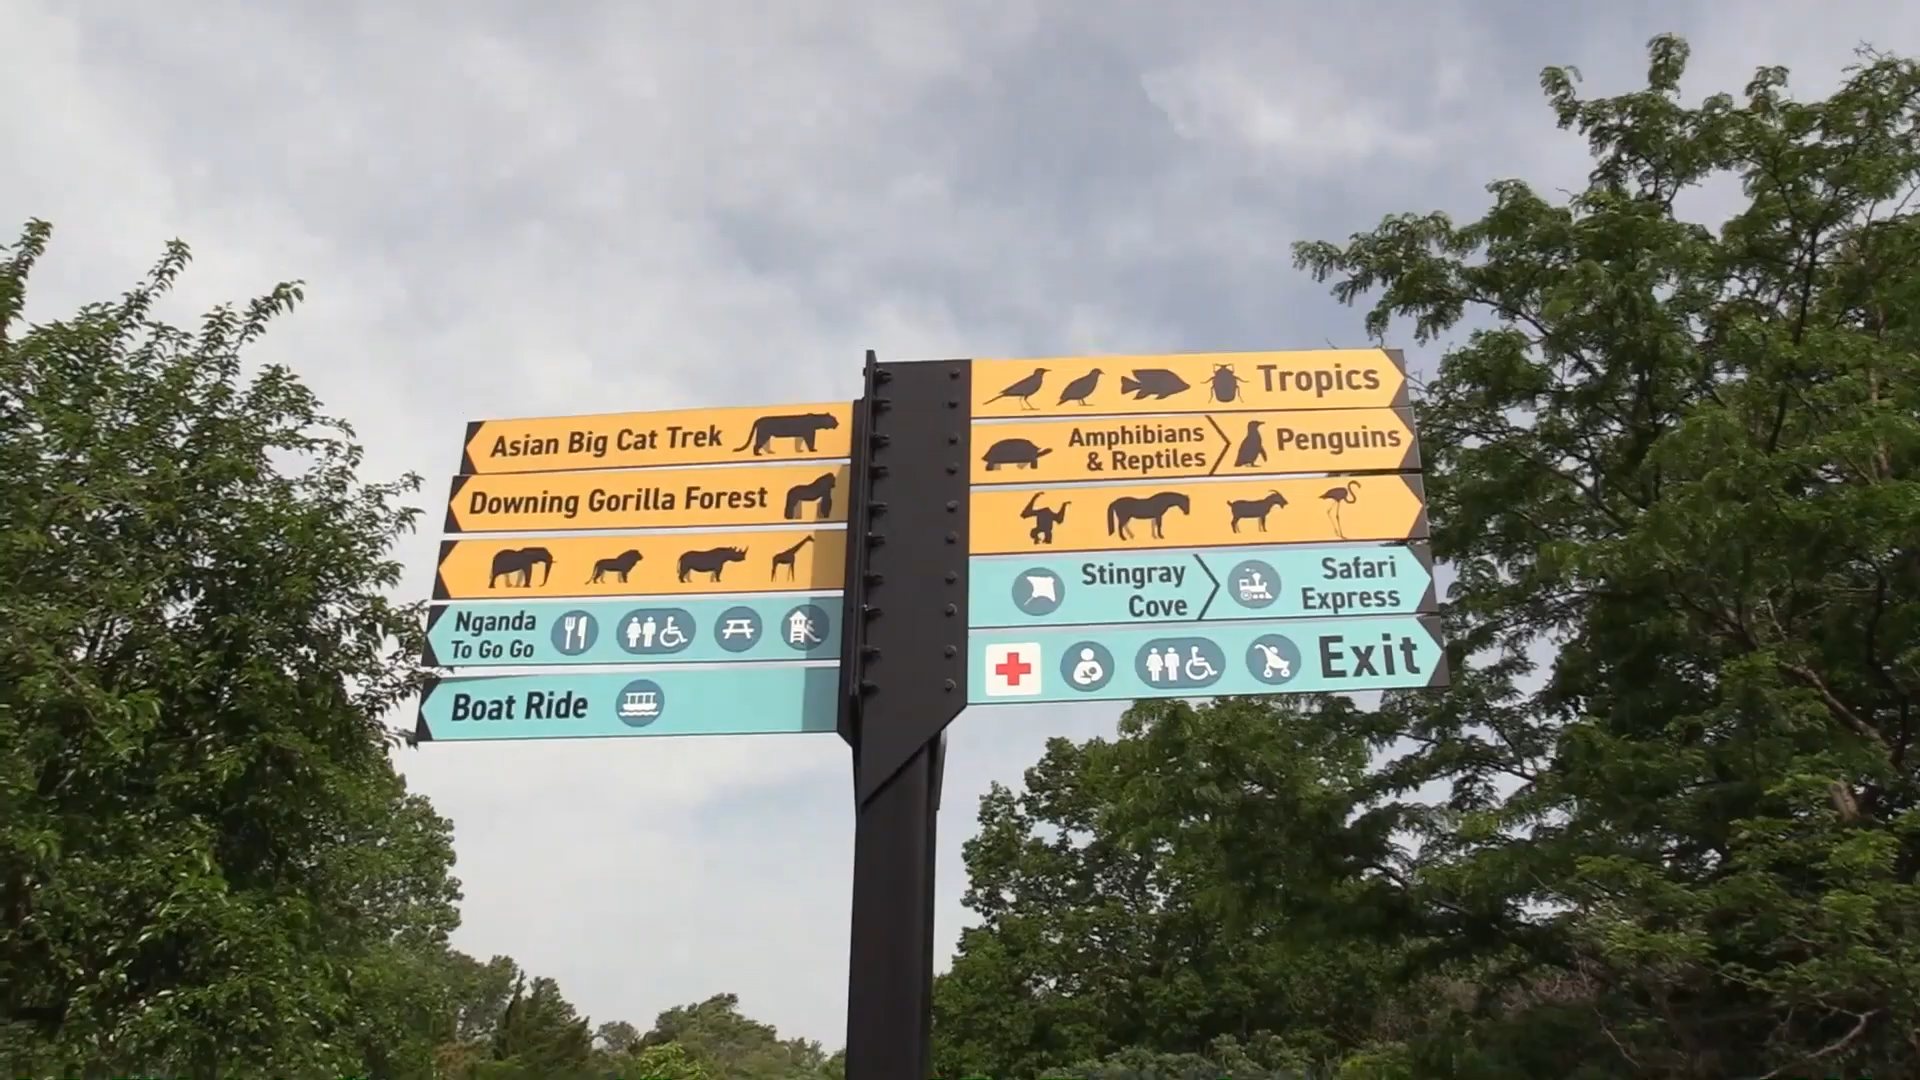 Asian Big Cat Trek
Downing Gorilla Forest
Nganda
To Go Go
Boat Ride
Tropics
Amphibians
& Reptiles
Penguins
Stingray
Cove
Safari
Express
Exit